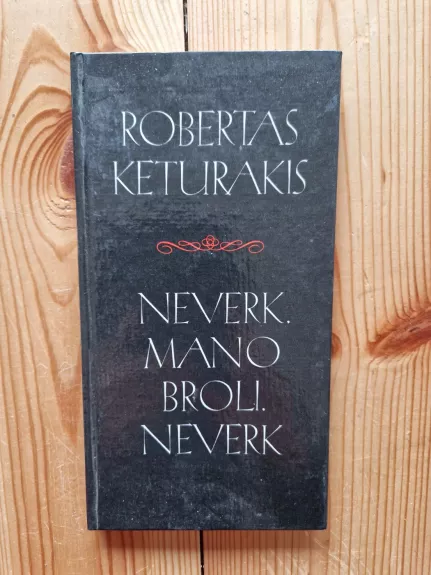 ROBERTAS
KETURAKIS
NEVERK.
MANO
BROLI.
NEVERK